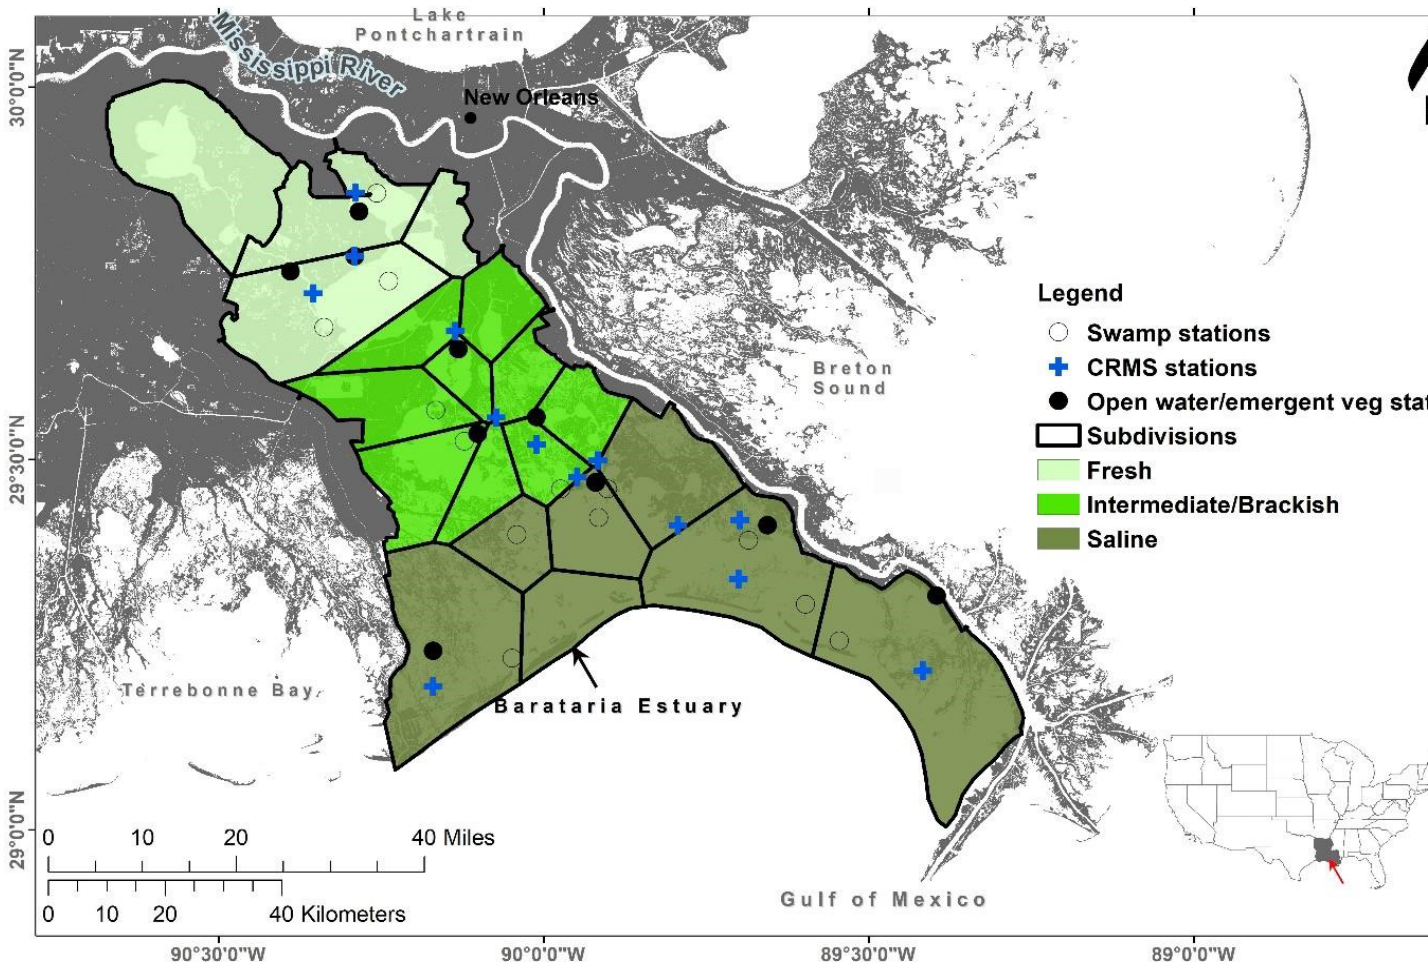 Lake
Pontchartrain
Mississippi River
New Orleans
30°0'0"N
Legend
Swamp stations
CRMS stations
Open water/emergent veg stat
Subdivisions
Fresh
Intermediate/Brackish
Saline
Breton
Sound
29°30'0"N
Terrebonne Bay
Barataria Estuary
29°0'0"N
0 10 20 40 Miles
0 10 20 40 Kilometers
Gulf of Mexico
90°30'0"W 90°0'0"W 89°30'0"W 89°0'0"W